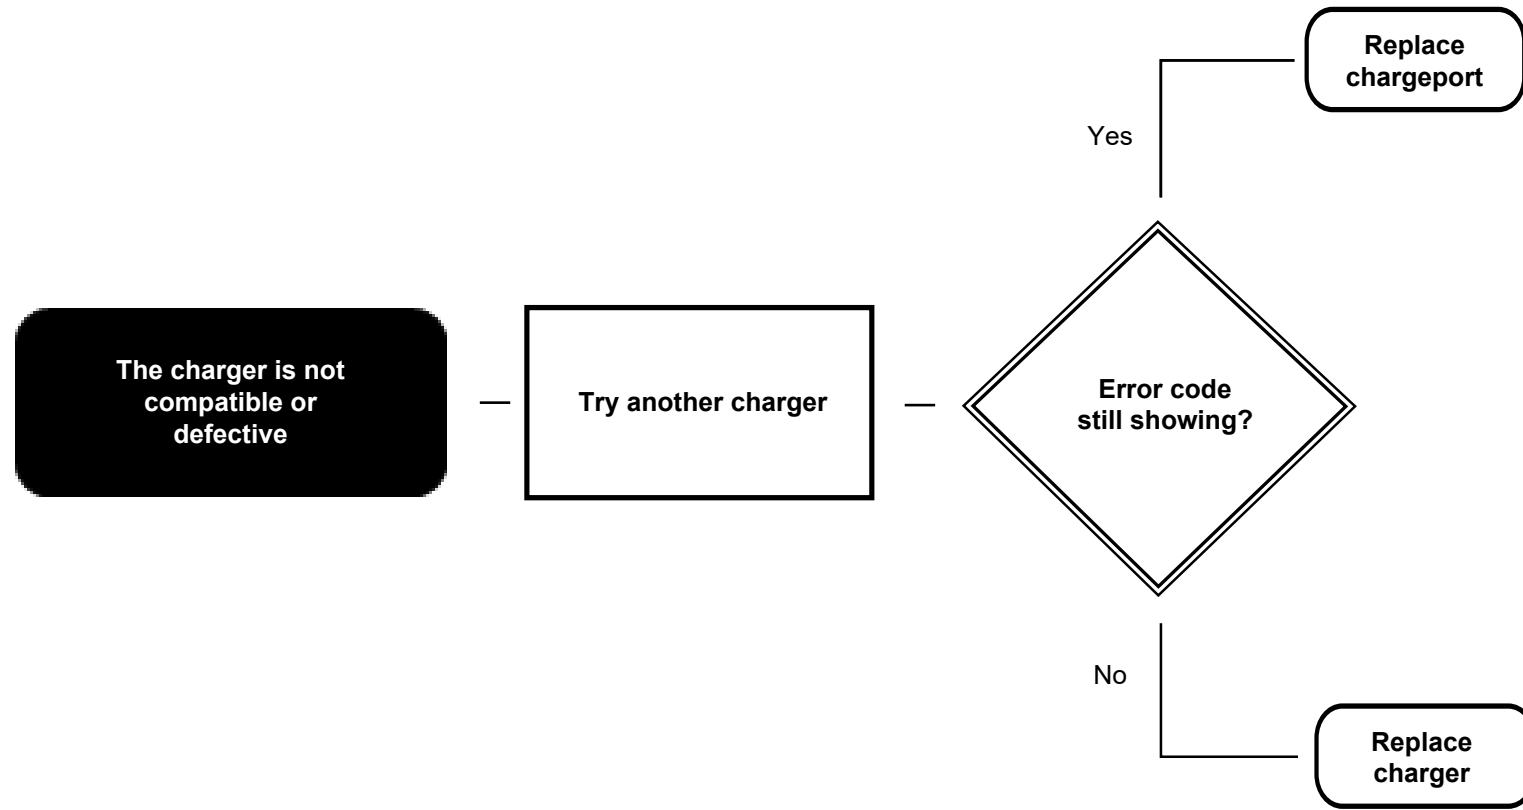 Replace
chargeport
Yes
The charger is not
compatible or
defective
Try another charger
Error code
still showing?
No
Replace
charger